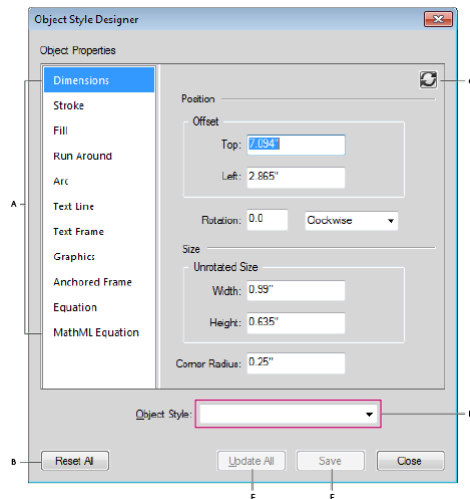 Object Style Designer
Object Properties
Dimensions
Stroke
Fill
Run Around
Arc
Text Line
Text Frame
Graphics
Anchored Frame
Equation
MathML Equation
Position
Offset
Top: 7.094"
Left: 2.865"
Rotation: 0.0 Clockwise
Size
Unrotated Size
Width: 0.99"
Height: 0.635"
Corner Radius: 0.25"
A
Object Style:
B
Reset All Update All Save Close